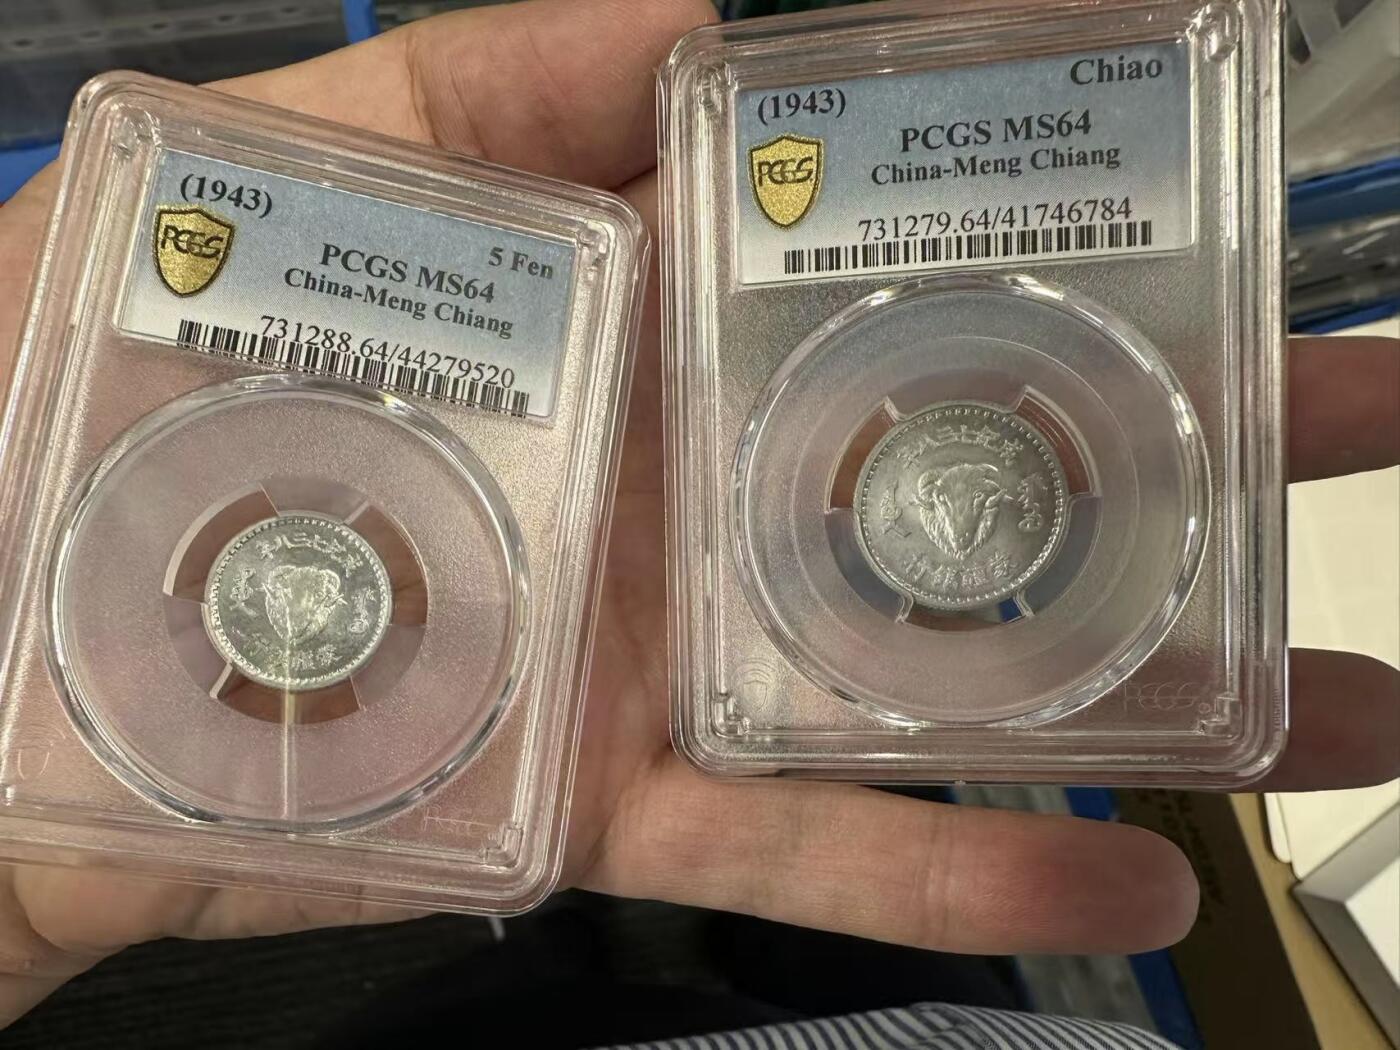 (1943)
PCGS
5 Fen
PCGS MS64
China-Meng Chiang
731288.64/44279520
(1943)
Chiao
PCGS
PCGS MS64
China-Meng Chiang
731279.64/41746784
PCGS